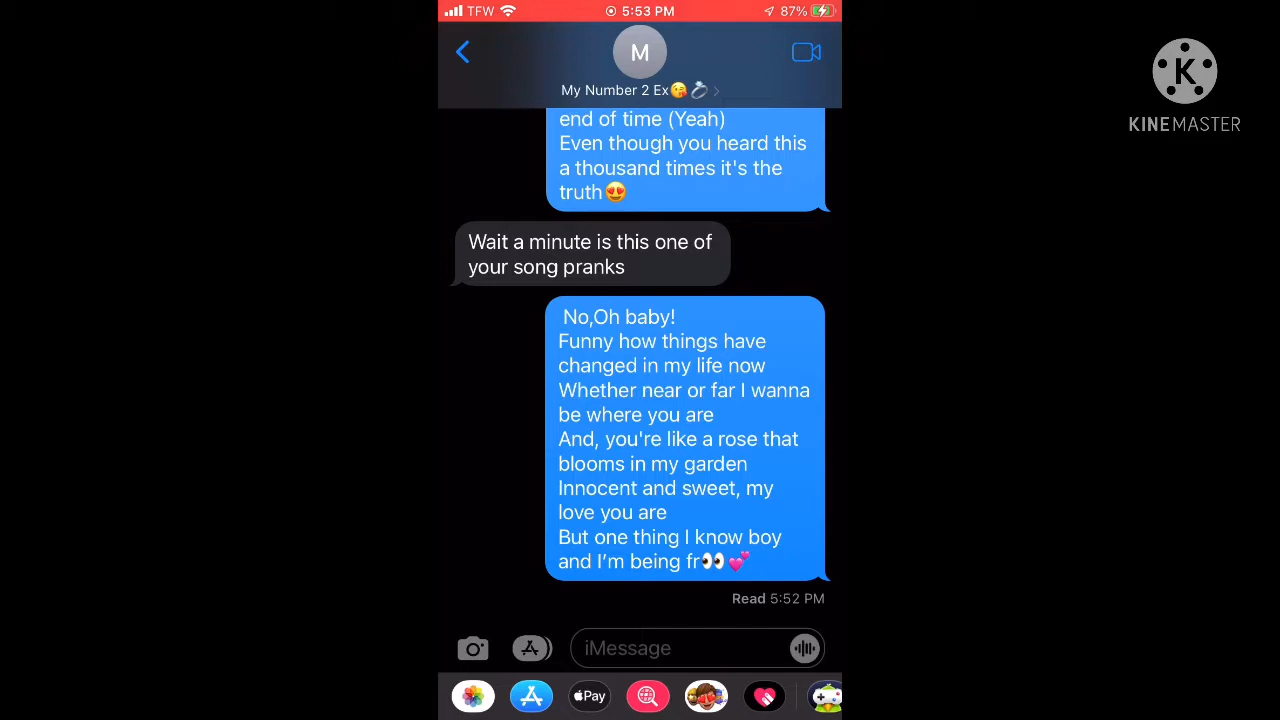 TFW
5:53 PM
87%
M
My Number 2 Ex😘💍
K
KINEMASTER
end of time (Yeah)
Even though you heard this
a thousand times it's the
truth😍
Wait a minute is this one of
your song pranks
No,Oh baby!
Funny how things have
changed in my life now
Whether near or far I wanna
be where you are
And, you're like a rose that
blooms in my garden
Innocent and sweet, my
love you are
But one thing I know boy
and I’m being fr👀💕
Read 5:52 PM
iMessage
Pay